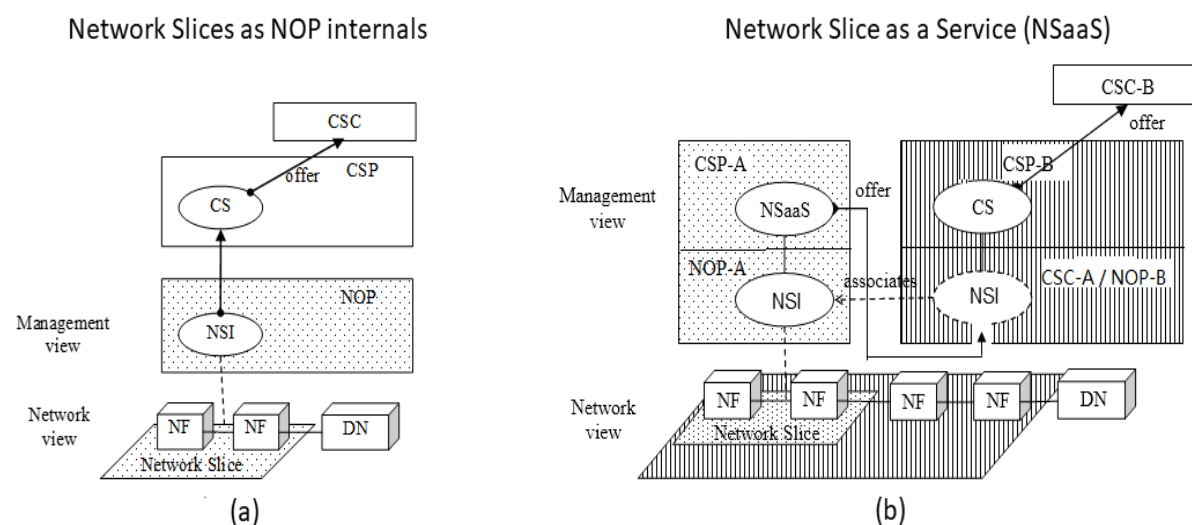 Network Slices as NOP internals
CSC
CSP
offer
CS
NOP
NSI
Management
view
Network
view
NF
NF
DN
Network Slice
(a)
Network Slice as a Service (NSaaS)
CSC-B
offer
CSP-A
CSP-B
offer
NSaaS
CS
Management
view
NOP-A
CSC-A / NOP-B
associates
NSI
NSI
Network
view
NF
NF
NF
NF
DN
Network Slice
(b)